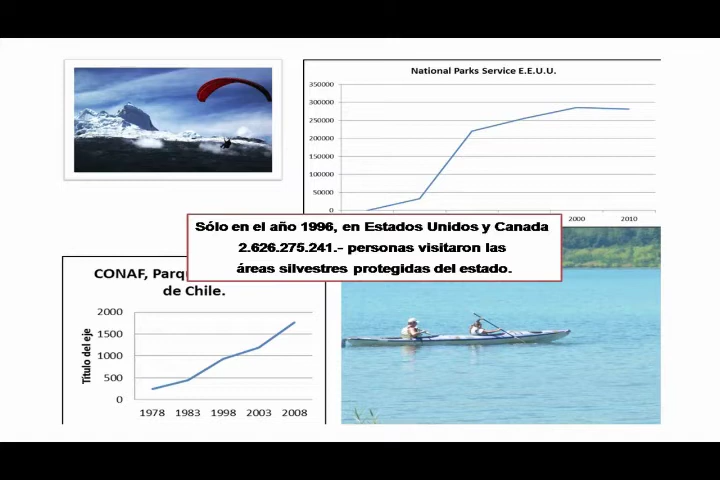 National Parks Service E.E.U.U.
350000
300000
250000
200000
150000
100000
50000
0
2000 2010
Sólo en el año 1996, en Estados Unidos y Canada
2.626.275.241.- personas visitaron las
áreas silvestres protegidas del estado.
CONAF, Parq
de Chile.
Título del eje
2000
1500
1000
500
0
1978 1983 1998 2003 2008